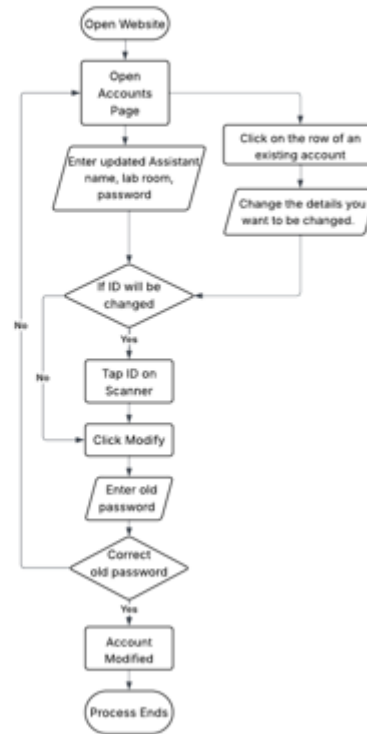 Open Website
Open
Accounts
Page
Click on the row of an
existing account
Enter updated Assistant
name, lab room,
password
Change the details you
want to be changed.
If ID will be
changed
No
Yes
No
Tap ID on
Scanner
Click Modify
Enter old
password
Correct
old password
Yes
Account
Modified
Process Ends